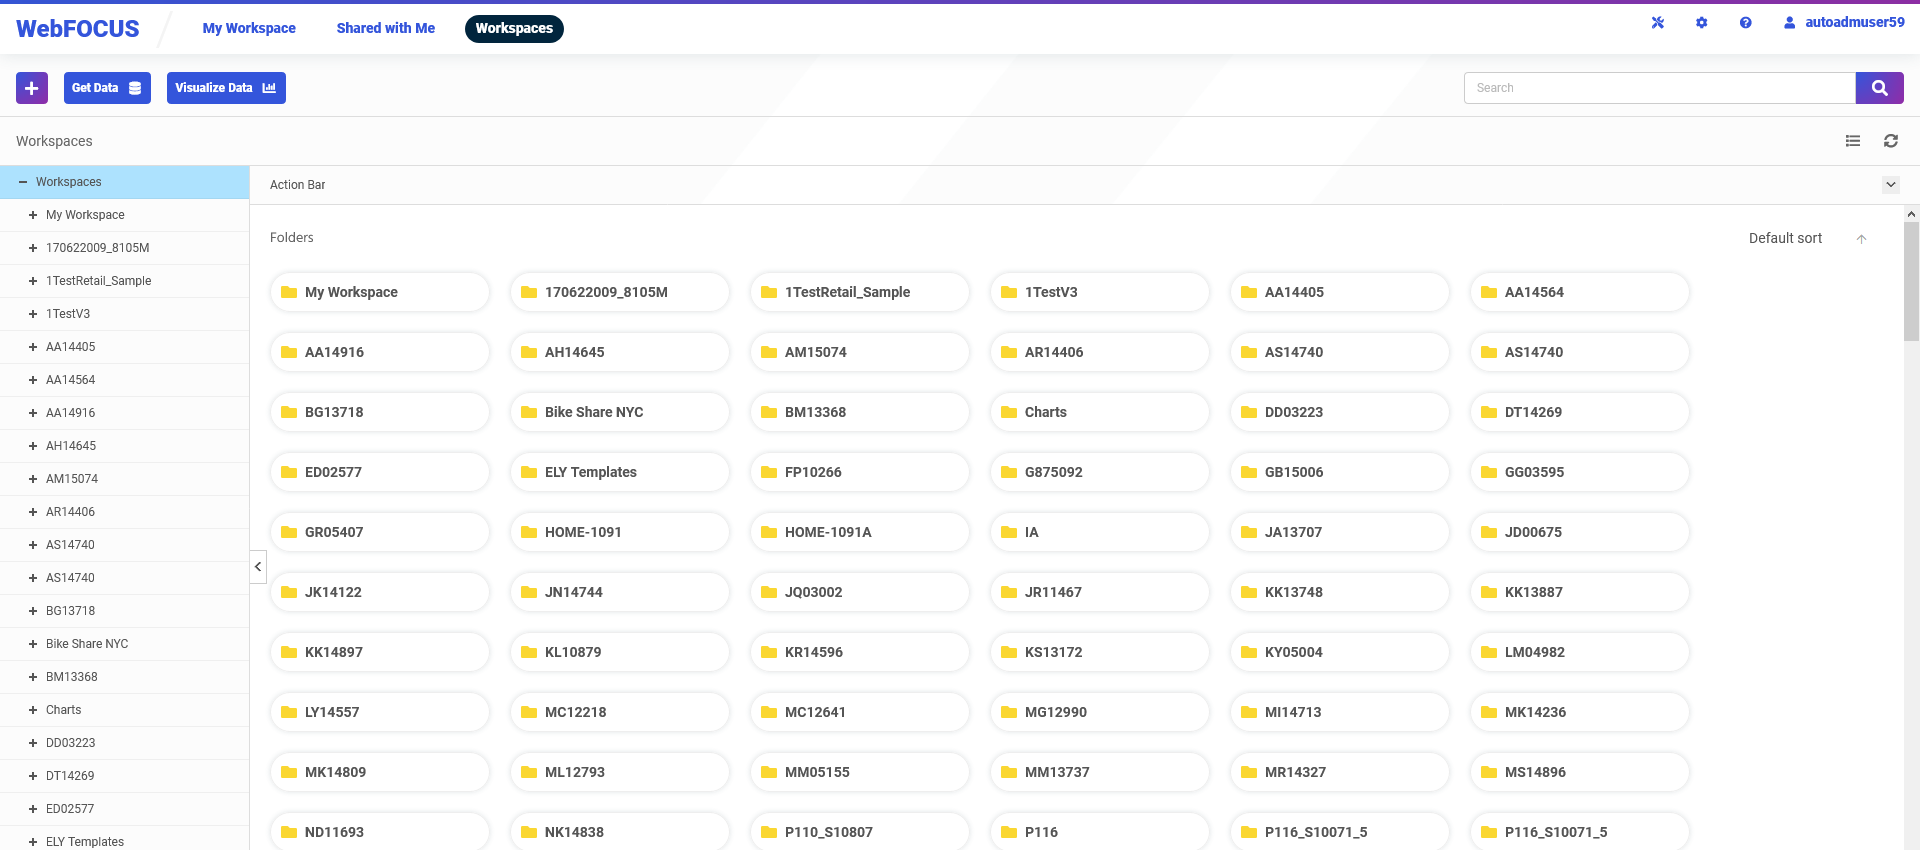 WebFOCUS
My Workspace Shared with Me Workspaces autoadmuser59
Get Data Visualize Data Search
Workspaces
Workspaces
My Workspace
170622009_8105M
1TestRetail_Sample
1TestV3
AA14405
AA14564
AA14916
AH14645
AM15074
AR14406
AS14740
AS14740
BG13718
Bike Share NYC
BM13368
Charts
DD03223
DT14269
ED02577
ELY Templates
Action Bar
Folders Default sort
My Workspace 170622009_8105M 1TestRetail_Sample 1TestV3 AA14405 AA14564
AA14916 AH14645 AM15074 AR14406 AS14740 AS14740
BG13718 Bike Share NYC BM13368 Charts DD03223 DT14269
ED02577 ELY Templates FP10266 G875092 GB15006 GG03595
GR05407 HOME-1091 HOME-1091A IA JA13707 JD00675
JK14122 JN14744 JQ03002 JR11467 KK13748 KK13887
KK14897 KL10879 KR14596 KS13172 KY05004 LM04982
LY14557 MC12218 MC12641 MG12990 MI14713 MK14236
MK14809 ML12793 MM05155 MM13737 MR14327 MS14896
ND11693 NK14838 P110_S10807 P116 P116_S10071_5 P116_S10071_5